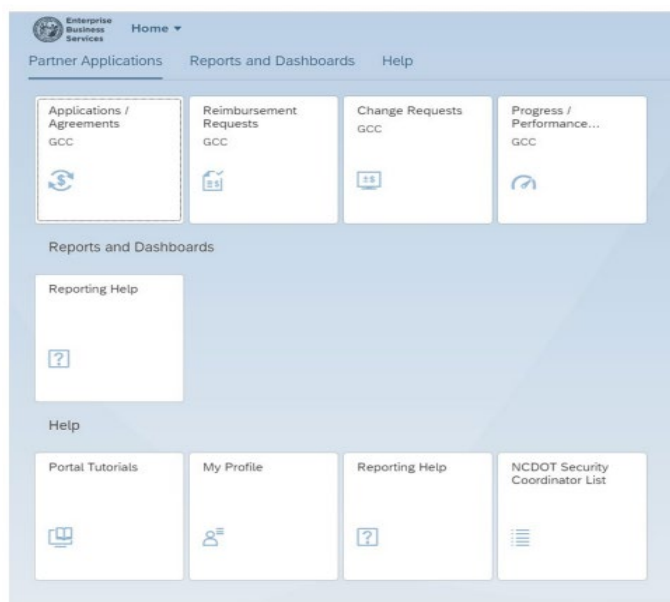 Enterprise
Business
Services
Home
Partner Applications Reports and Dashboards Help
Applications /
Agreements
GCC
Reimbursement
Requests
GCC
Change Requests
GCC
Progress /
Performance...
GCC
Reports and Dashboards
Reporting Help
Help
Portal Tutorials
My Profile
Reporting Help
NCDOT Security
Coordinator List